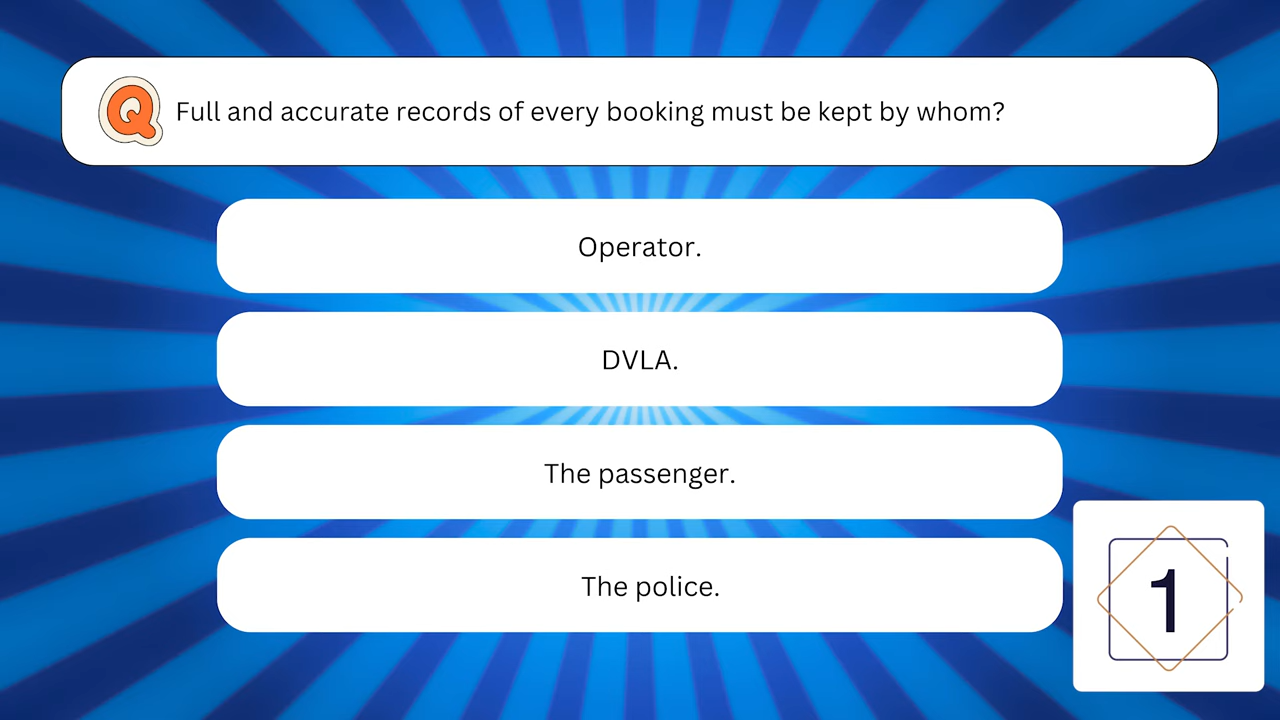 Q Full and accurate records of every booking must be kept by whom?
Operator.
DVLA.
The passenger.
The police.
1